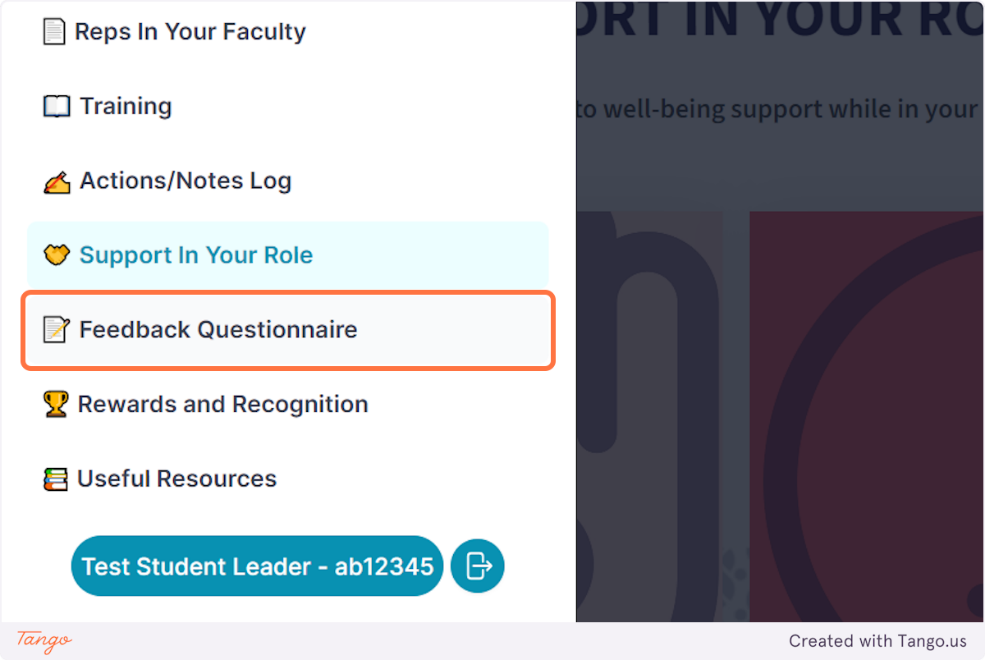 Reps In Your Faculty
Training
Actions/Notes Log
Support In Your Role
Feedback Questionnaire
Rewards and Recognition
Useful Resources
Test Student Leader - ab12345
ORT IN YOUR RO
to well-being support while in your
Tango
Created with Tango.us